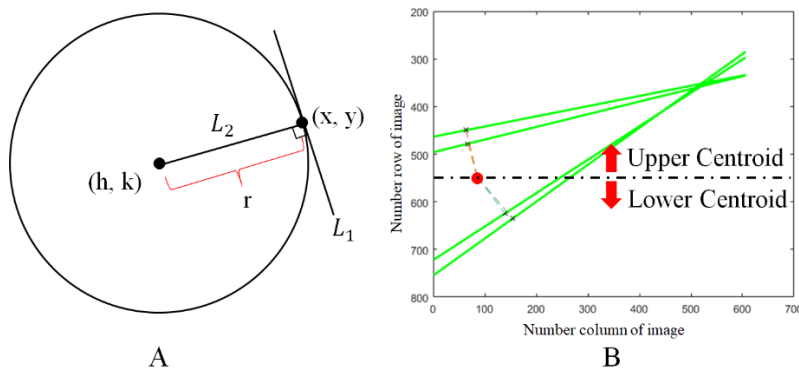 (x, y)
L₂
(h, k)
r
L₁
A
200
300
400
500
600
700
800
Number row of image
Upper Centroid
Lower Centroid
0
100
200
300
400
500
600
700
Number column of image
B